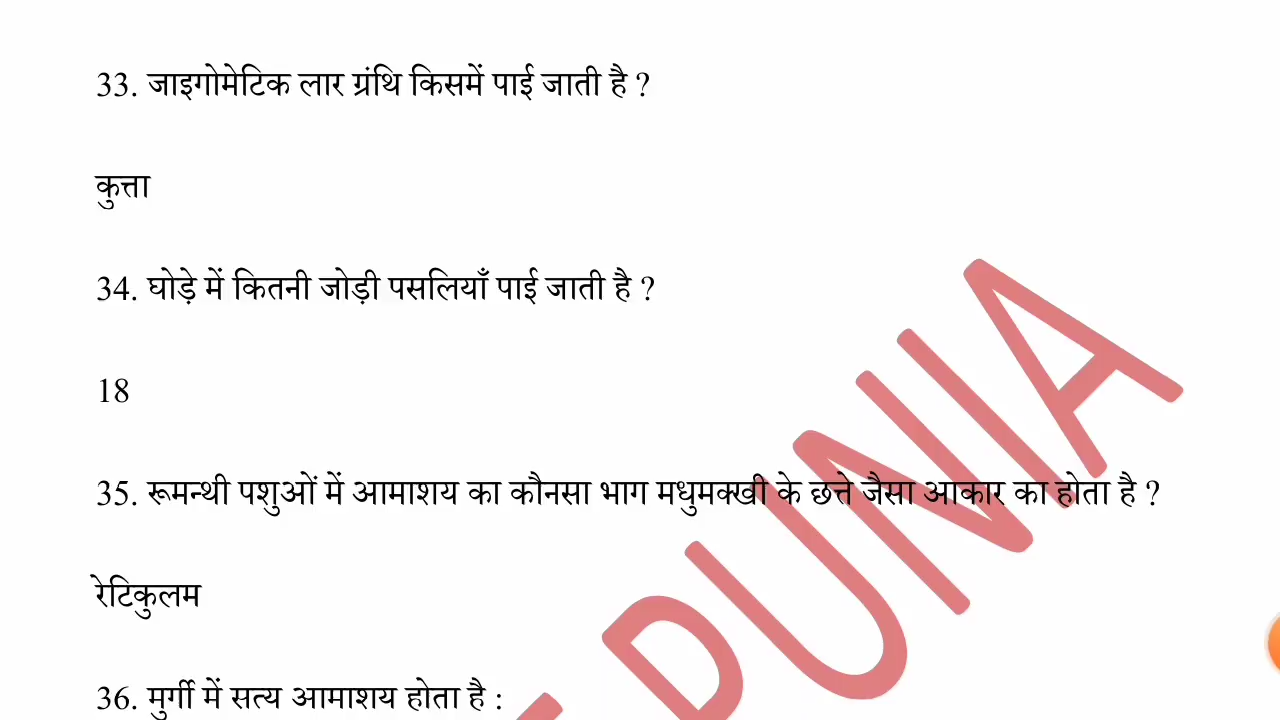 33. जाइगोमेटिक लार ग्रंथि किसमें पाई जाती है ?
कुत्ता
34. घोड़े में कितनी जोड़ी पसलियाँ पाई जाती है ?
18
35. रूमन्थी पशुओं में आमाशय का कौनसा भाग मधुमक्खी के छत्ते जैसा आकार का होता है ?
रेटिकुलम
36. मुर्गी में सत्य आमाशय होता है :
PUNIA